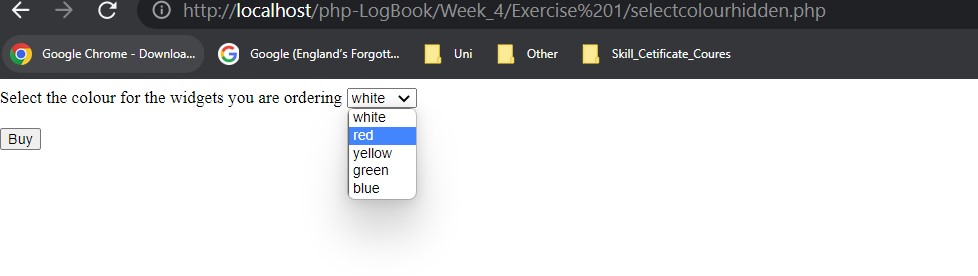 http://localhost/php-LogBook/Week_4/Exercise%201/selectcolourhidden.php
Google Chrome - Downloa... Google (England's Forgott... Uni Other Skill_Cetificate_Coures
Select the colour for the widgets you are ordering white
white
red
Buy
yellow
green
blue